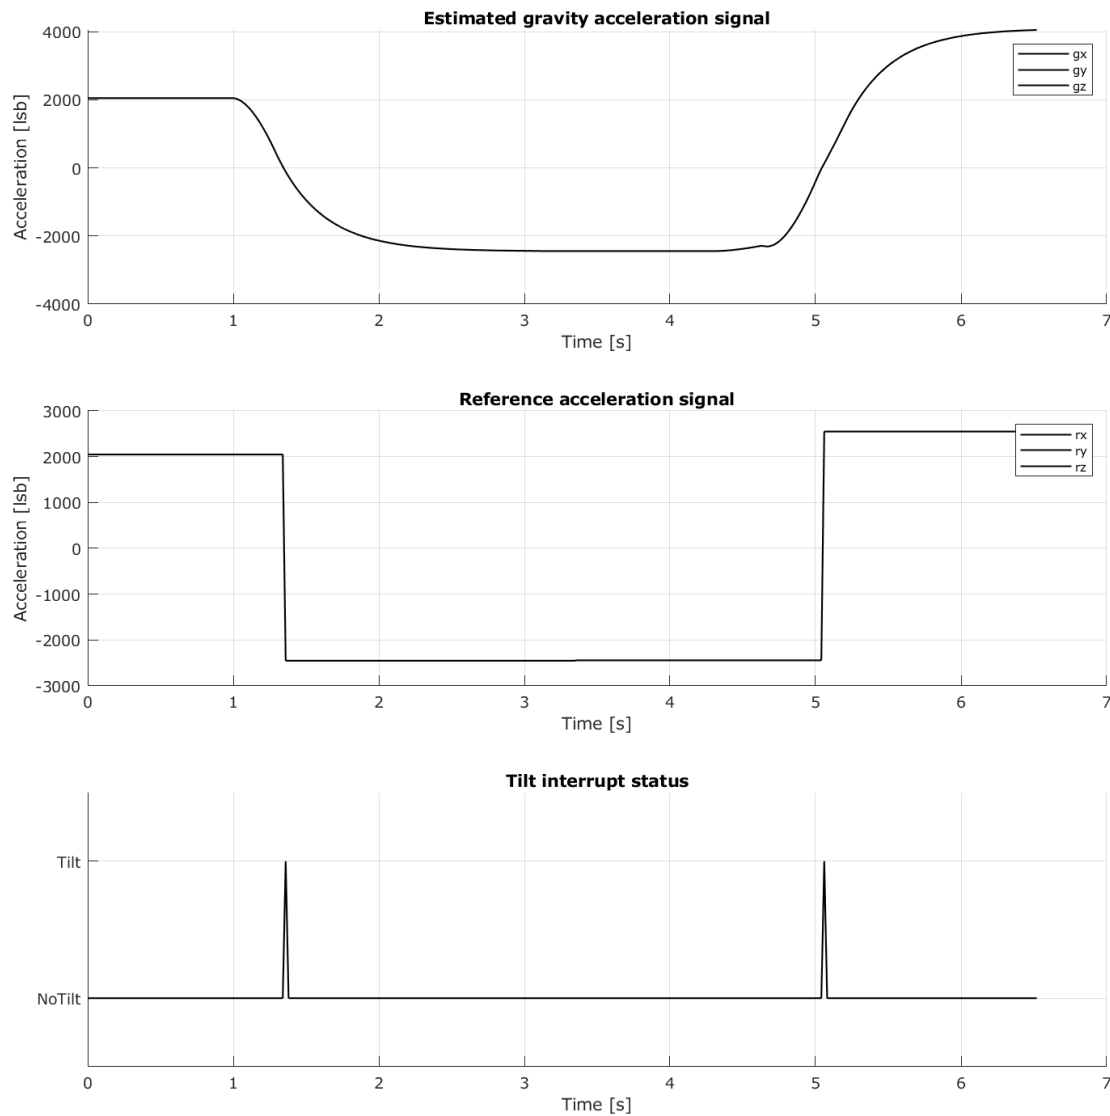 Estimated gravity acceleration signal
4000
2000
0
-2000
-4000
Acceleration [lsb]
gx
gy
gz
0 1 2 3 4 5 6 7
Time [s]
Reference acceleration signal
3000
2000
1000
0
-1000
-2000
-3000
Acceleration [lsb]
rx
ry
rz
0 1 2 3 4 5 6 7
Time [s]
Tilt interrupt status
Tilt
NoTilt
0 1 2 3 4 5 6 7
Time [s]